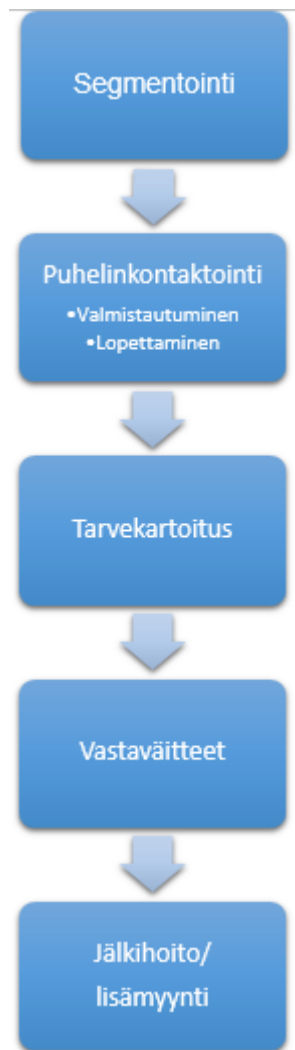 Segmentointi
Puhelinkontaktointi
•Valmistautuminen
•Lopettaminen
Tarvekartoitus
Vastaväitteet
Jälkihoito/
lisämyynti